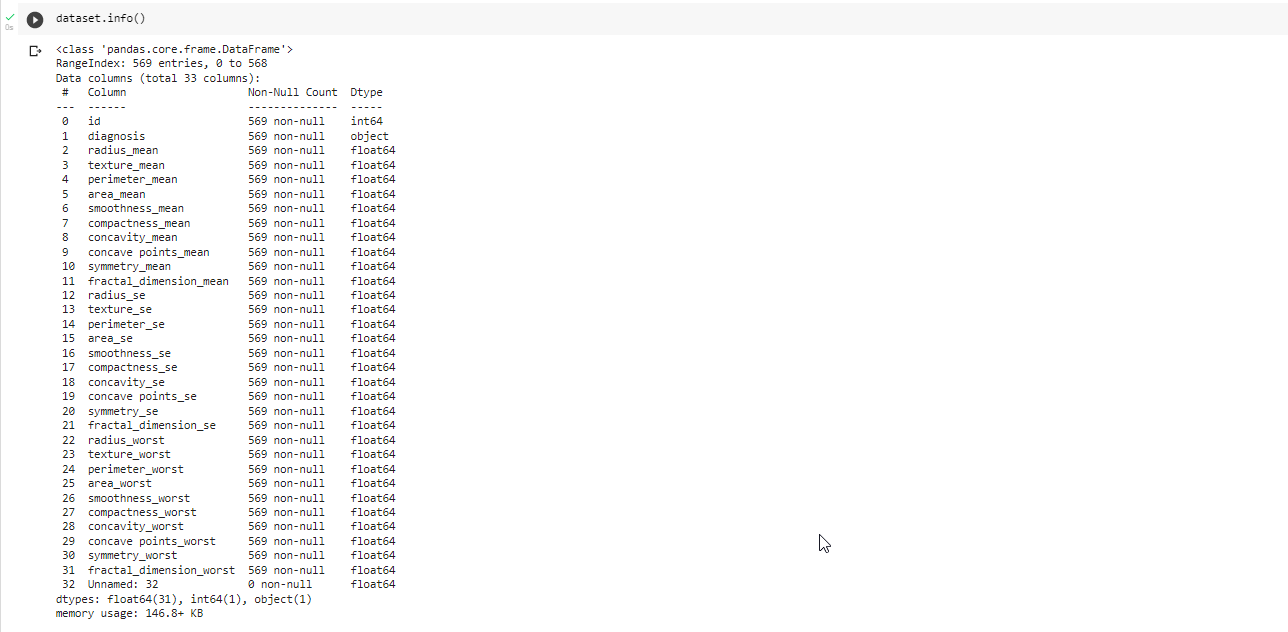 dataset.info()
0s
<class 'pandas.core.frame.DataFrame'>
RangeIndex: 569 entries, 0 to 568
Data columns (total 33 columns):
 #   Column                   Non-Null Count  Dtype
---  ------                   --------------  -----
 0   id                       569 non-null    int64
 1   diagnosis                569 non-null    object
 2   radius_mean              569 non-null    float64
 3   texture_mean             569 non-null    float64
 4   perimeter_mean           569 non-null    float64
 5   area_mean                569 non-null    float64
 6   smoothness_mean          569 non-null    float64
 7   compactness_mean         569 non-null    float64
 8   concavity_mean           569 non-null    float64
 9   concave points_mean      569 non-null    float64
 10  symmetry_mean            569 non-null    float64
 11  fractal_dimension_mean   569 non-null    float64
 12  radius_se                569 non-null    float64
 13  texture_se               569 non-null    float64
 14  perimeter_se             569 non-null    float64
 15  area_se                  569 non-null    float64
 16  smoothness_se            569 non-null    float64
 17  compactness_se           569 non-null    float64
 18  concavity_se             569 non-null    float64
 19  concave points_se        569 non-null    float64
 20  symmetry_se              569 non-null    float64
 21  fractal_dimension_se     569 non-null    float64
 22  radius_worst             569 non-null    float64
 23  texture_worst            569 non-null    float64
 24  perimeter_worst          569 non-null    float64
 25  area_worst               569 non-null    float64
 26  smoothness_worst         569 non-null    float64
 27  compactness_worst        569 non-null    float64
 28  concavity_worst          569 non-null    float64
 29  concave points_worst     569 non-null    float64
 30  symmetry_worst           569 non-null    float64
 31  fractal_dimension_worst  569 non-null    float64
 32  Unnamed: 32              0 non-null      float64
dtypes: float64(31), int64(1), object(1)
memory usage: 146.8+ KB